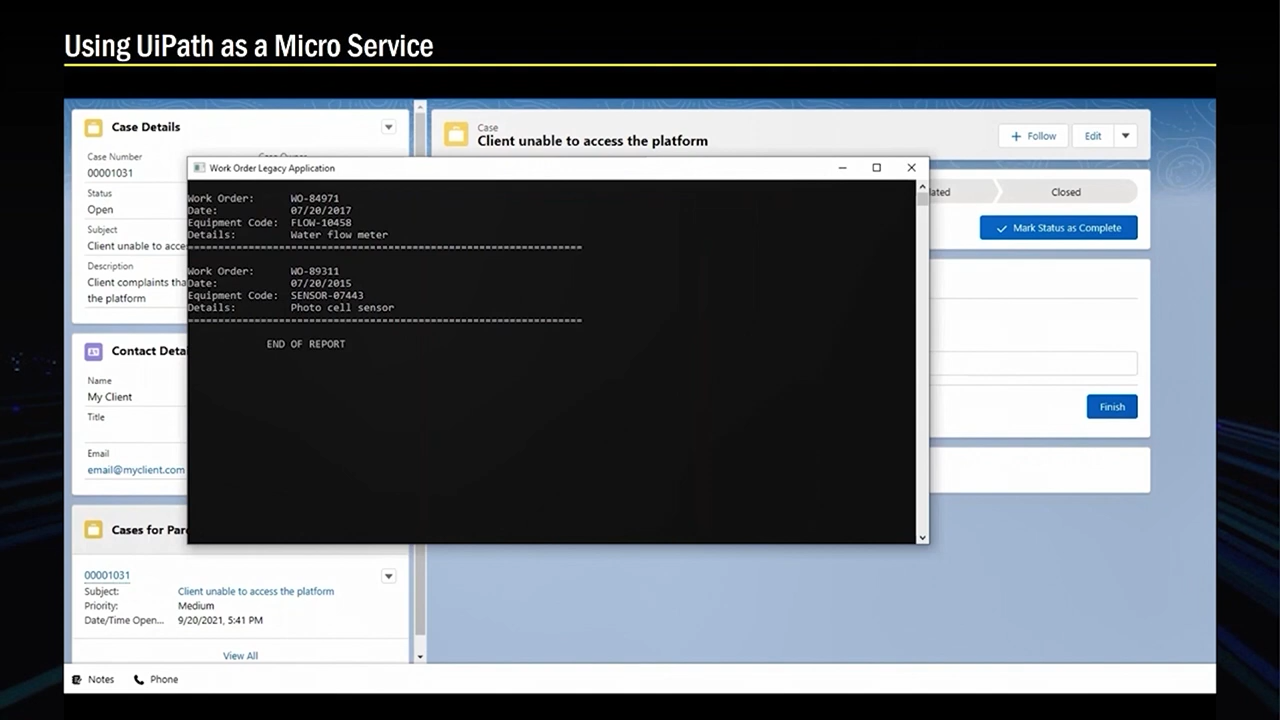 Using UiPath as a Micro Service
Case Details
Case Number
00001031
Status
Open
Subject
Client unable to acce
Description
Client complaints tha
the platform
Contact Deta
Name
My Client
Title
Email
email@myclient.com
Cases for Par
00001031
Subject: Client unable to access the platform
Priority: Medium
Date/Time Open... 9/20/2021, 5:41 PM
View All
Notes Phone
Case
Client unable to access the platform
+ Follow Edit
lated Closed
Mark Status as Complete
Finish
Work Order Legacy Application
Work Order: WO-84971
Date: 07/20/2017
Equipment Code: FLOW-10458
Details: Water flow meter
=================================================================
Work Order: WO-89311
Date: 07/20/2015
Equipment Code: SENSOR-07443
Details: Photo cell sensor
=================================================================
END OF REPORT